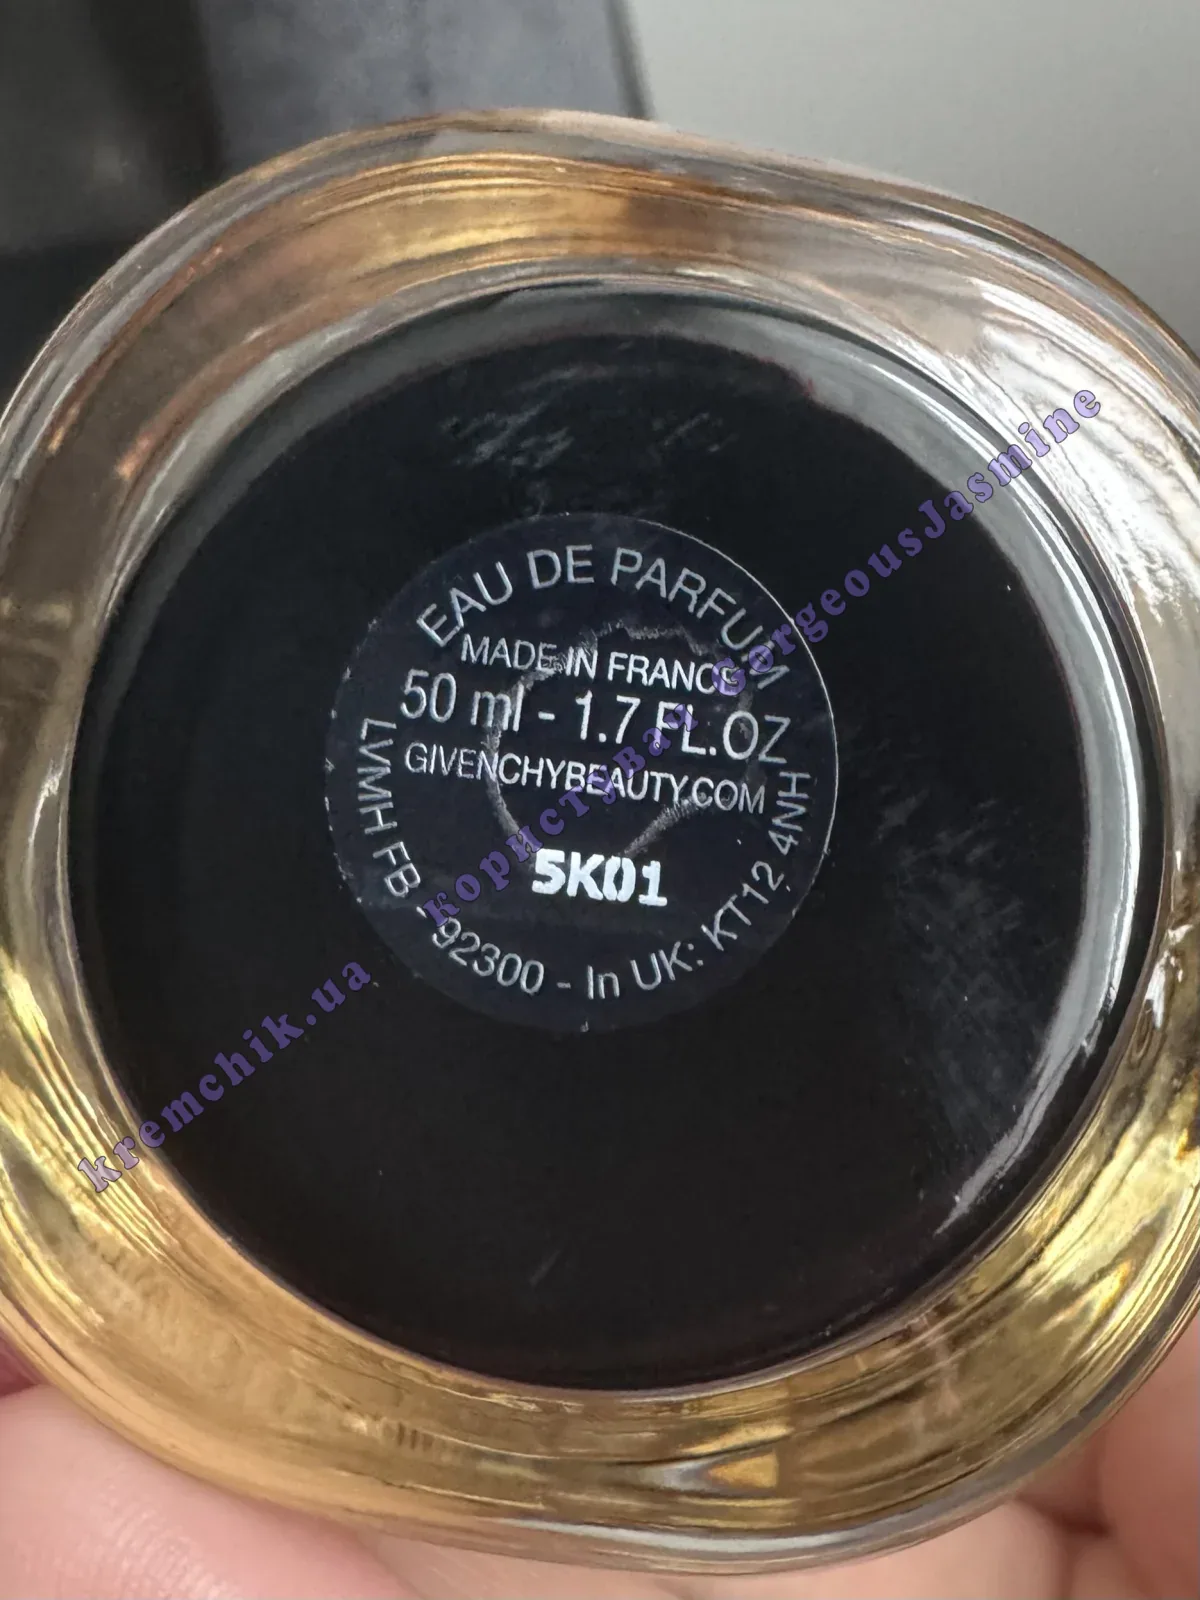 EAU DE PARFUM
MADE IN FRANCE
50 ml - 1.7 FL.OZ
GIVENCHYBEAUTY.COM
5K01
LVMH FB - 92300 - In UK: KT12 4NH
kremchik.ua користувач GorgeousJasmine